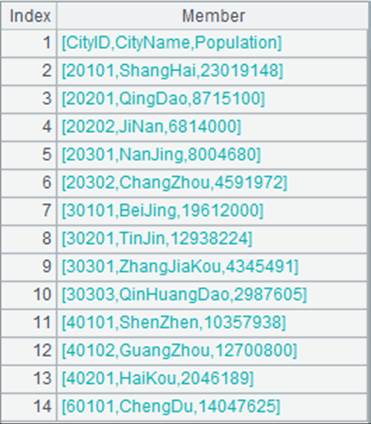 Index Member
1 [CityID,CityName,Population]
2 [20101,ShangHai,23019148]
3 [20201,QingDao,8715100]
4 [20202,JiNan,6814000]
5 [20301,NanJing,8004680]
6 [20302,ChangZhou,4591972]
7 [30101,BeiJing,19612000]
8 [30201,TinJin,12938224]
9 [30301,ZhangJiaKou,4345491]
10 [30303,QinHuangDao,2987605]
11 [40101,ShenZhen,10357938]
12 [40102,GuangZhou,12700800]
13 [40201,HaiKou,2046189]
14 [60101,ChengDu,14047625]